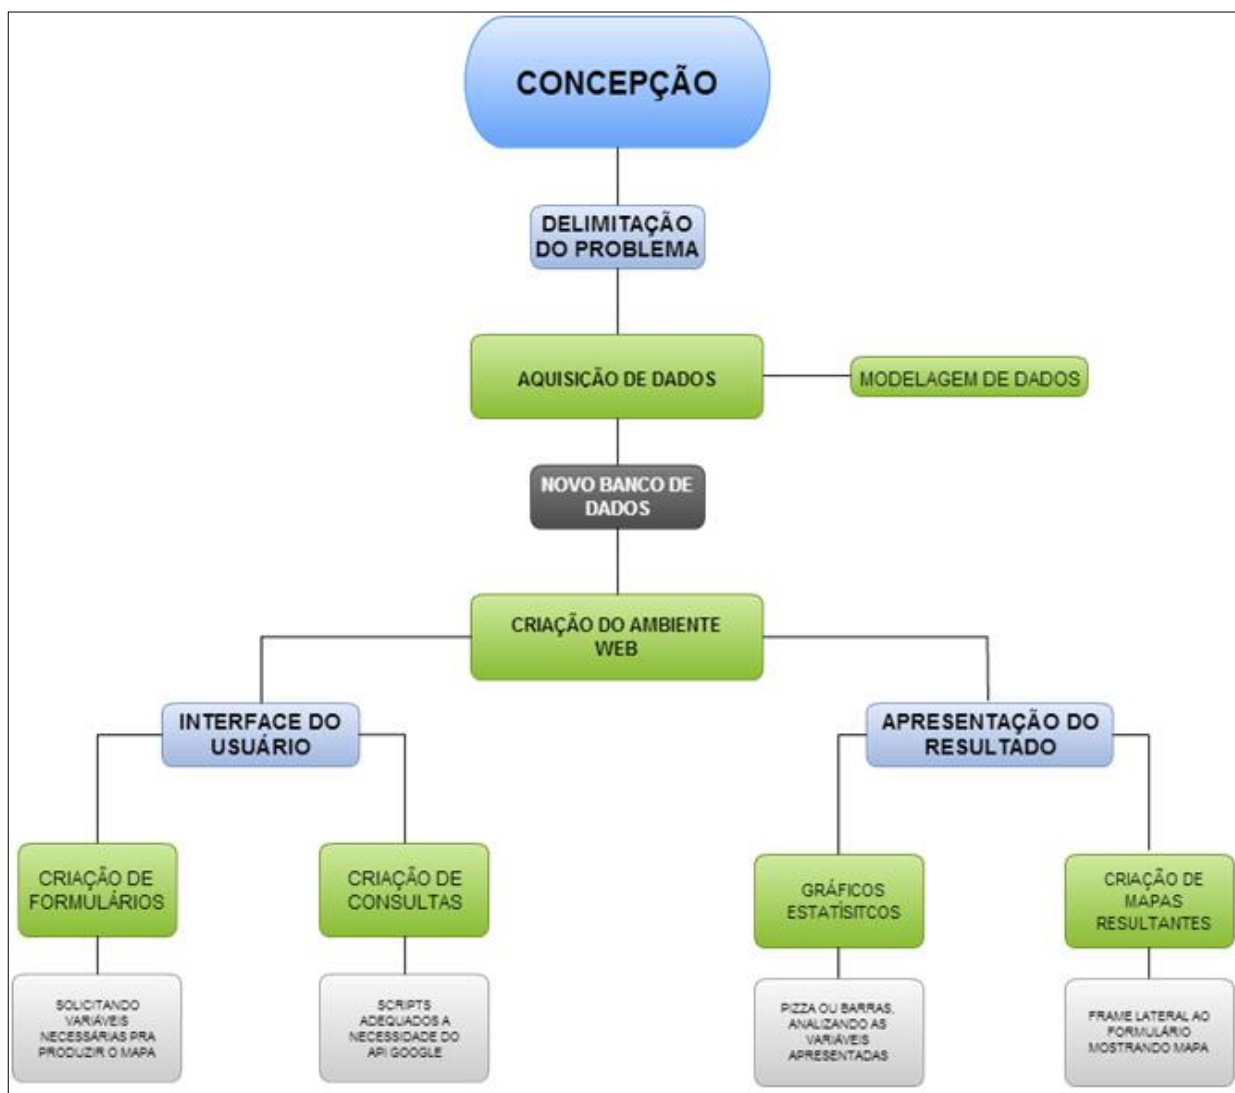 CONCEPÇÃO
DELIMITAÇÃO
DO PROBLEMA
AQUISIÇÃO DE DADOS
MODELAGEM DE DADOS
NOVO BANCO DE
DADOS
CRIAÇÃO DO AMBIENTE
WEB
INTERFACE DO
USUÁRIO
APRESENTAÇÃO DO
RESULTADO
CRIAÇÃO DE
FORMULÁRIOS
CRIAÇÃO DE
CONSULTAS
GRÁFICOS
ESTATÍSITCOS
CRIAÇÃO DE
MAPAS
RESULTANTES
SOLICITANDO
VARIÁVEIS
NECESSÁRIAS PRA
PRODUZIR O MAPA
SCRIPTS
ADEQUADOS A
NECESSIDADE DO
API GOOGLE
PIZZA OU BARRAS,
ANALIZANDO AS
VARIÁVEIS
APRESENTADAS
FRAME LATERAL AO
FORMULÁRIO
MOSTRANDO MAPA